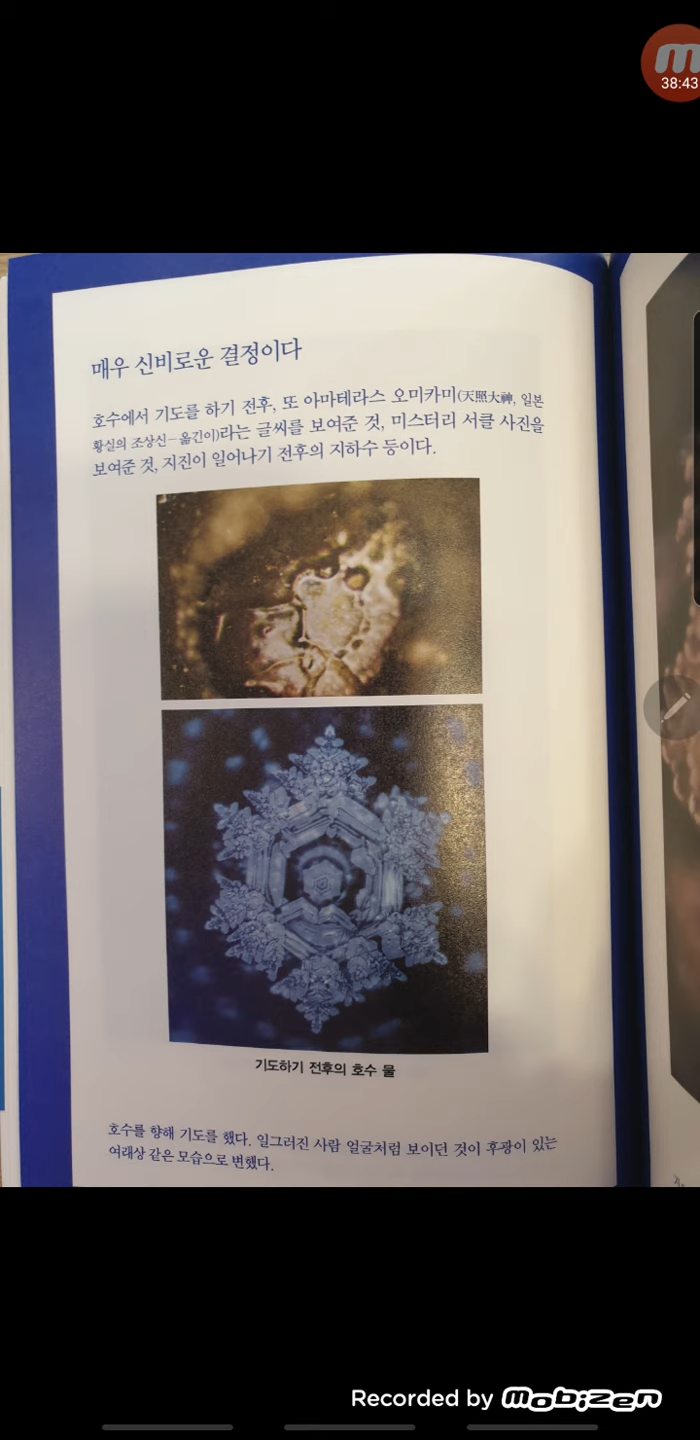 38:43
매우 신비로운 결정이다
호수에서 기도를 하기 전후, 또 아마테라스 오미카미(天照大神, 일본
황실의 조상신－옮긴이)라는 글씨를 보여준 것, 미스터리 서클 사진을
보여준 것, 지진이 일어나기 전후의 지하수 등이다.
기도하기 전후의 호수 물
호수를 향해 기도를 했다. 일그러진 사람 얼굴처럼 보이던 것이 후광이 있는
여래상 같은 모습으로 변했다.
Recorded by mobizen